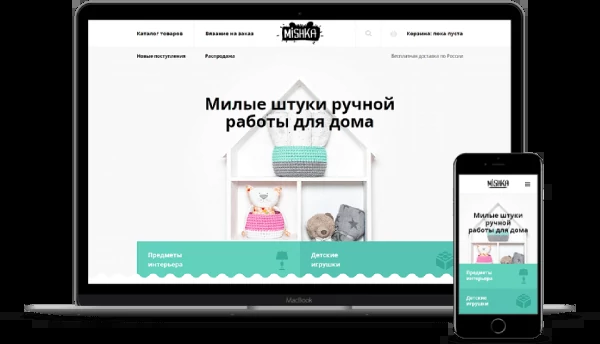 Каталог товаров
Вязание на заказ
MISHKA
Корзина: пока пуста
Новые поступления
Распродажа
Бесплатная доставка по России
Милые штуки ручной
работы для дома
Предметы
интерьера
Детские
игрушки
MacBook
MISHKA
Милые штуки
ручной
работы для дома
Предметы
интерьера
Детские
игрушки